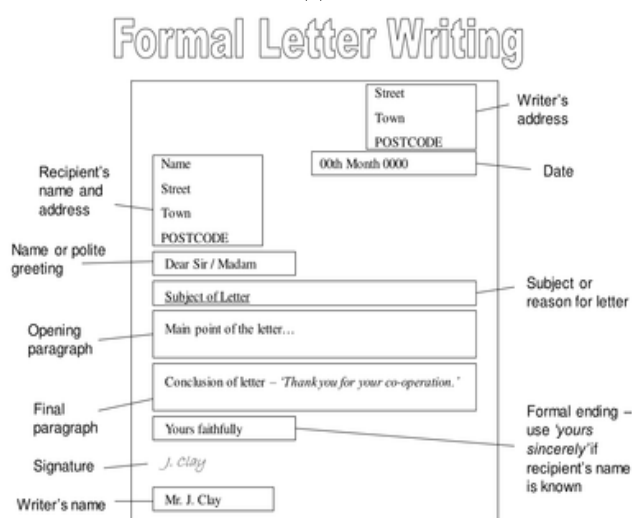 Formal Letter Writing
Street
Town
POSTCODE
Writer's
address
00th Month 0000
Date
Recipient's
name and
address
Name
Street
Town
POSTCODE
Name or polite
greeting
Dear Sir / Madam
Subject of Letter
Subject or
reason for letter
Opening
paragraph
Main point of the letter…
Final
paragraph
Conclusion of letter – 'Thank you for your co-operation.'
Yours faithfully
Formal ending –
use 'yours
sincerely' if
recipient's name
is known
Signature
J. Clay
Writer's name
Mr. J. Clay